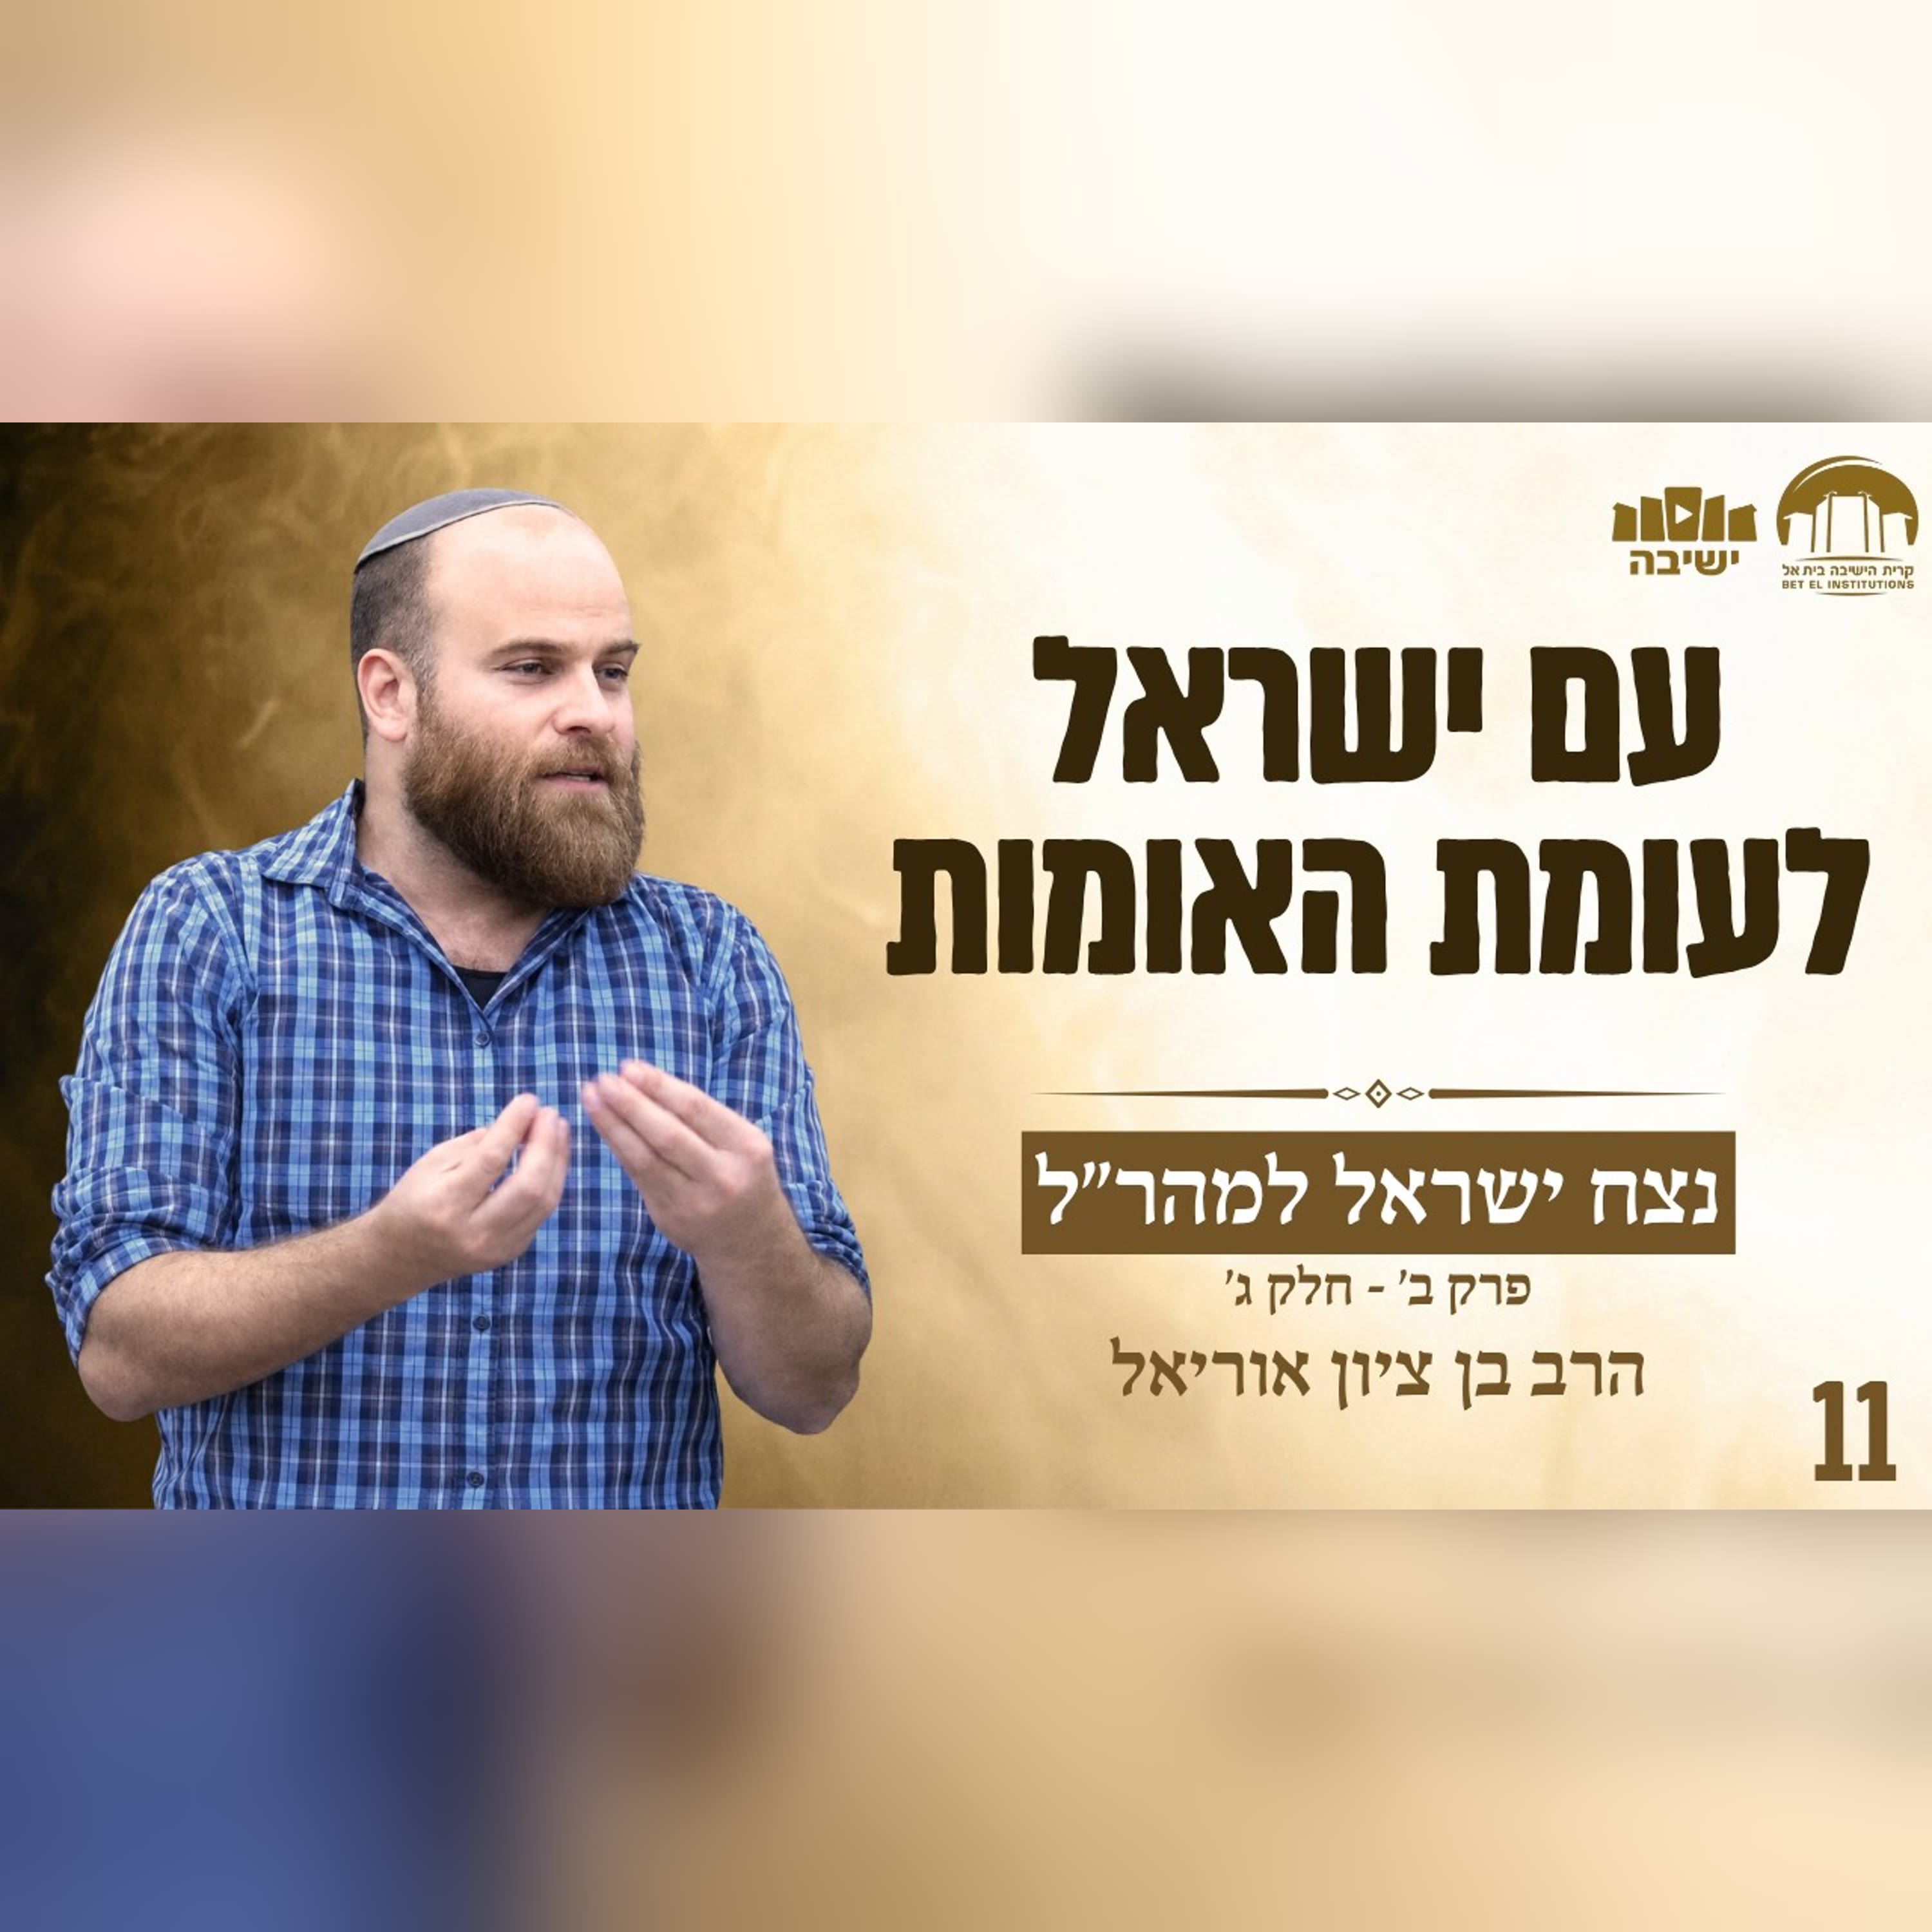 ישיבה
קרית הישיבה בית אל
BET EL INSTITUTIONS
עם ישראל
לעומת האומות
נצח ישראל למהר״ל
פרק ב' - חלק ג'
הרב בן ציון אוריאל
11